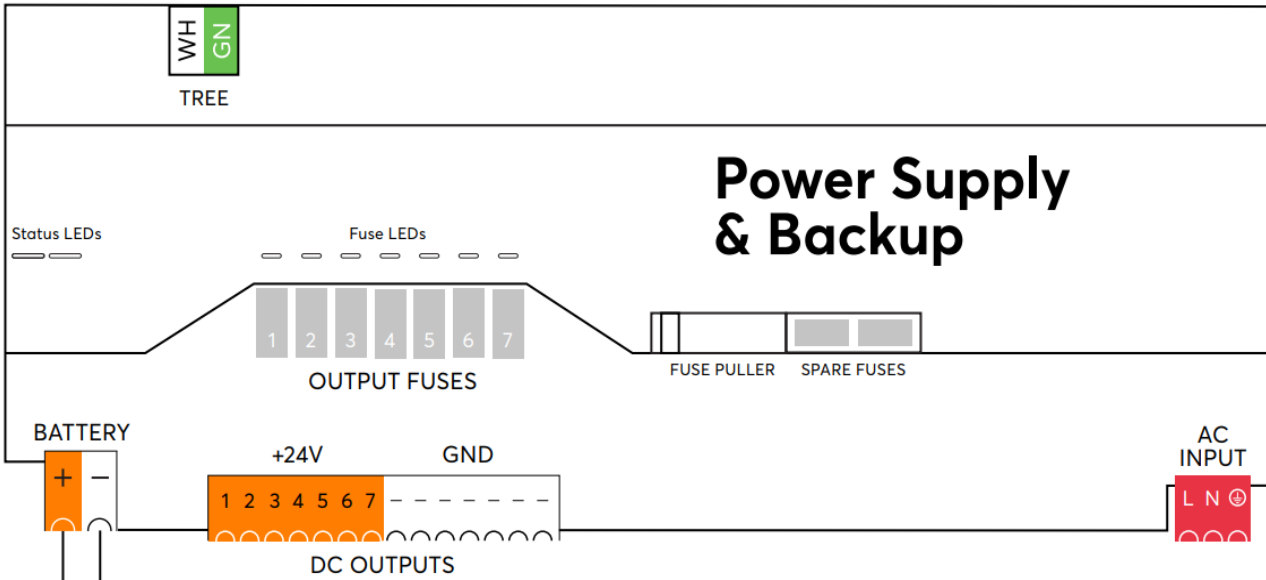 WH
GN
TREE
Power Supply
& Backup
Status LEDs
Fuse LEDs
1 2 3 4 5 6 7
OUTPUT FUSES
FUSE PULLER
SPARE FUSES
BATTERY
+ −
+24V
GND
1 2 3 4 5 6 7 − − − − − − −
DC OUTPUTS
AC
INPUT
L N ⏚